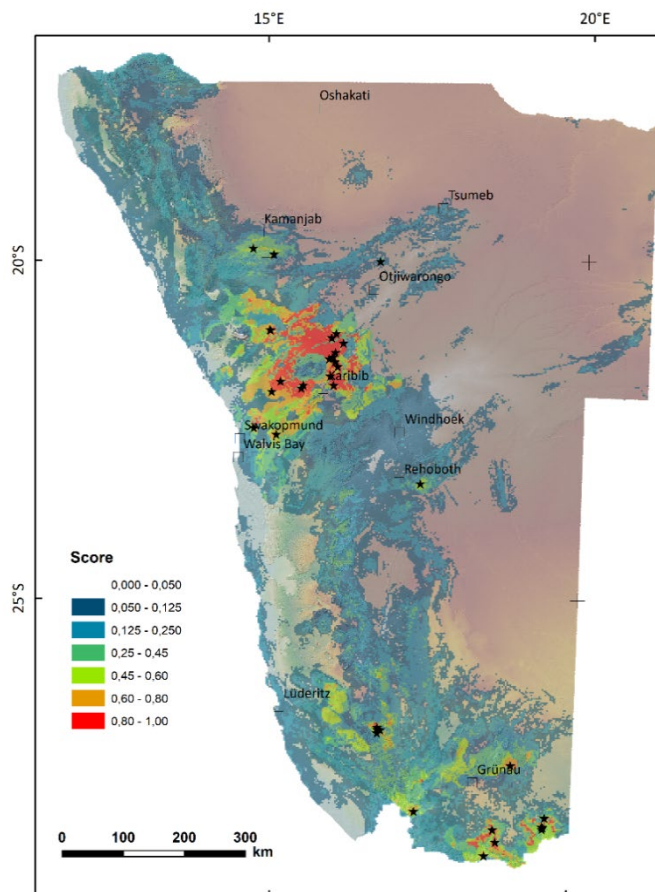 15°E 20°E
Oshakati
Tsumeb
Kamanjab
20°S
Otjiwarongo
Karibib
Windhoek
Swakopmund
Walvis Bay
Rehoboth
Score
0,000 - 0,050
25°S
0,050 - 0,125
0,125 - 0,250
0,25 - 0,45
0,45 - 0,60
0,60 - 0,80
0,80 - 1,00
Lüderitz
Grünau
0 100 200 300
km